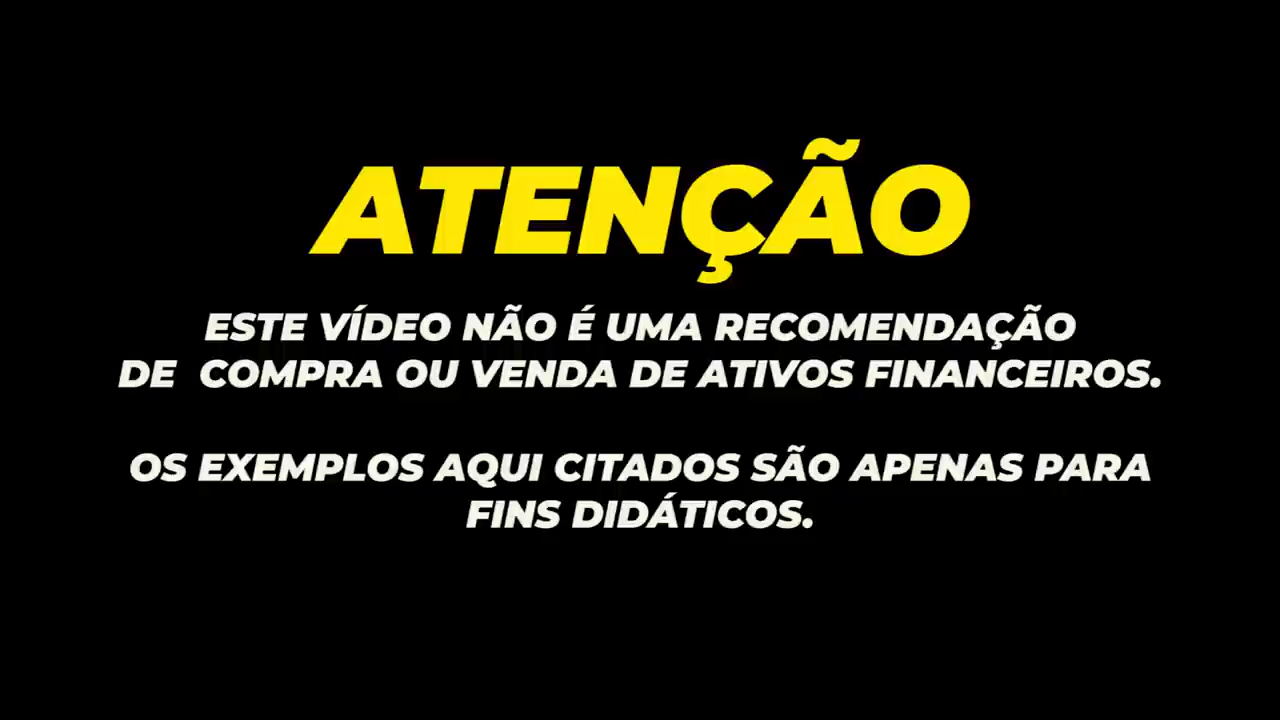 ATENÇÃO
ESTE VÍDEO NÃO É UMA RECOMENDAÇÃO
DE  COMPRA OU VENDA DE ATIVOS FINANCEIROS.
OS EXEMPLOS AQUI CITADOS SÃO APENAS PARA
FINS DIDÁTICOS.